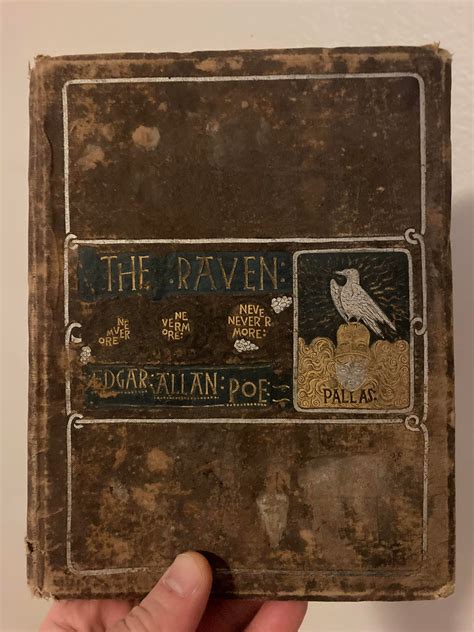 THE · RAVEN:
NE
MVER
ORE:
NE
VERM
ORE:
NEVE
NEVER'R
MORE:
EDGAR:ALLAN:POE
PALLAS: